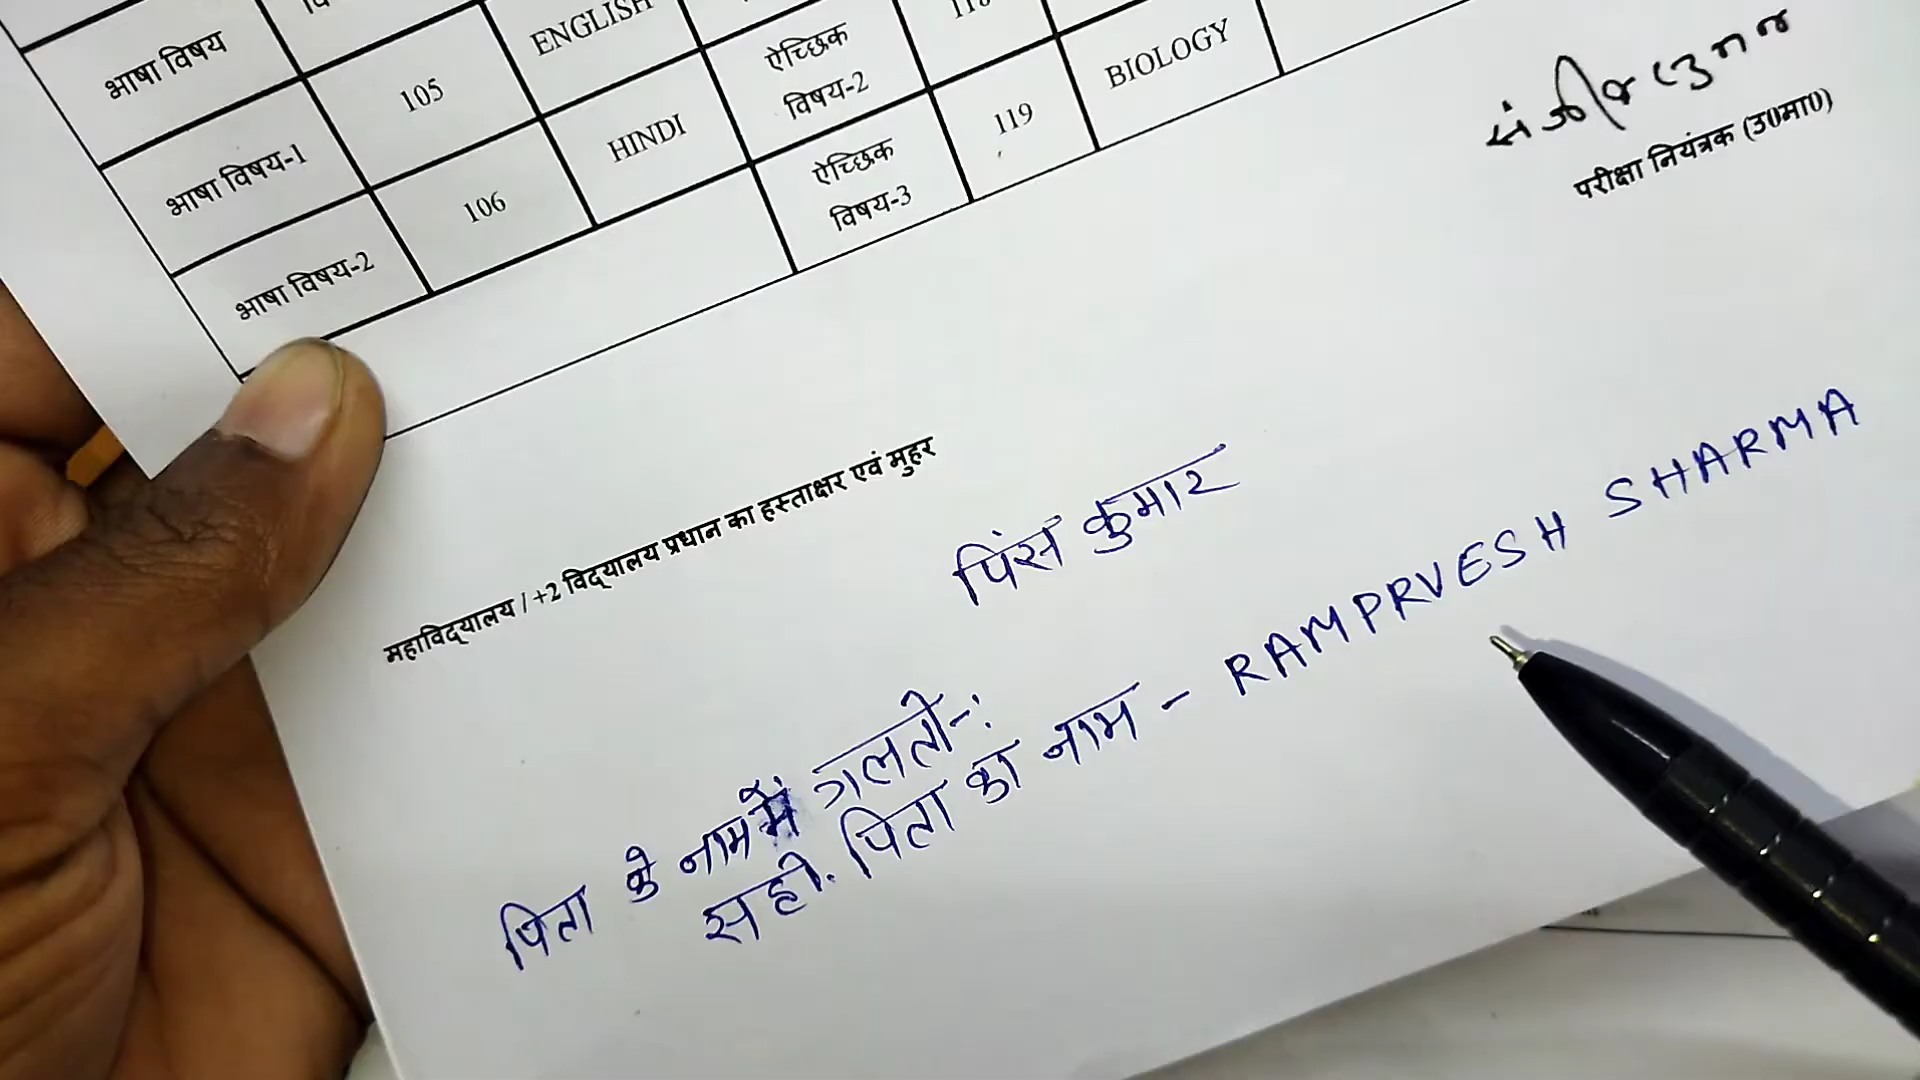 भाषा विषय ENGLISH
भाषा विषय-1 105 HINDI ऐच्छिक विषय-2 BIOLOGY
भाषा विषय-2 106 ऐच्छिक विषय-3 119
परीक्षा नियंत्रक (उ0मा0)
महाविद्यालय / +2 विद्यालय प्रधान का हस्ताक्षर एवं मुहर
पिंस कुमार
पिता के नाम में गलती-:
सही. पिता का नाम - RAMPRVESH SHARMA